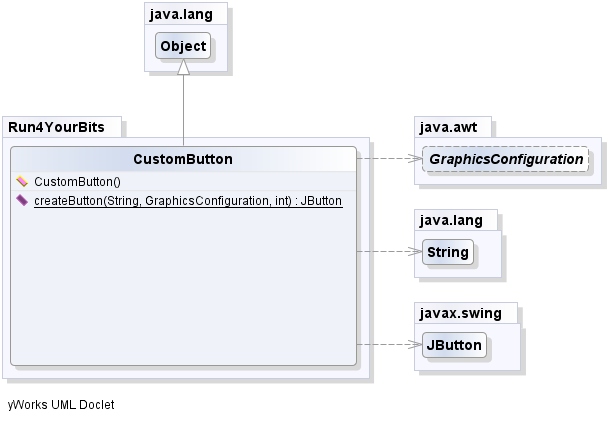 java.lang
Object
Run4YourBits
CustomButton
CustomButton()
createButton(String, GraphicsConfiguration, int) : JButton
java.awt
GraphicsConfiguration
java.lang
String
javax.swing
JButton
yWorks UML Doclet